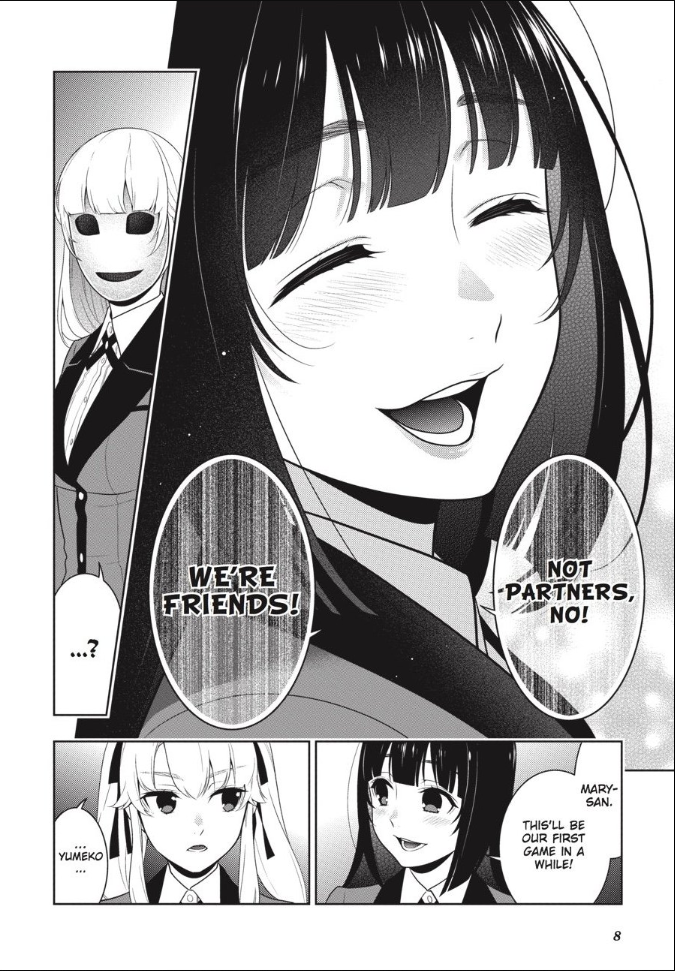 NOT
PARTNERS,
NO!
WE'RE
FRIENDS!
...?
MARY-
SAN.
THIS'LL BE
OUR FIRST
GAME IN A
WHILE!
...
YUMEKO
...
8